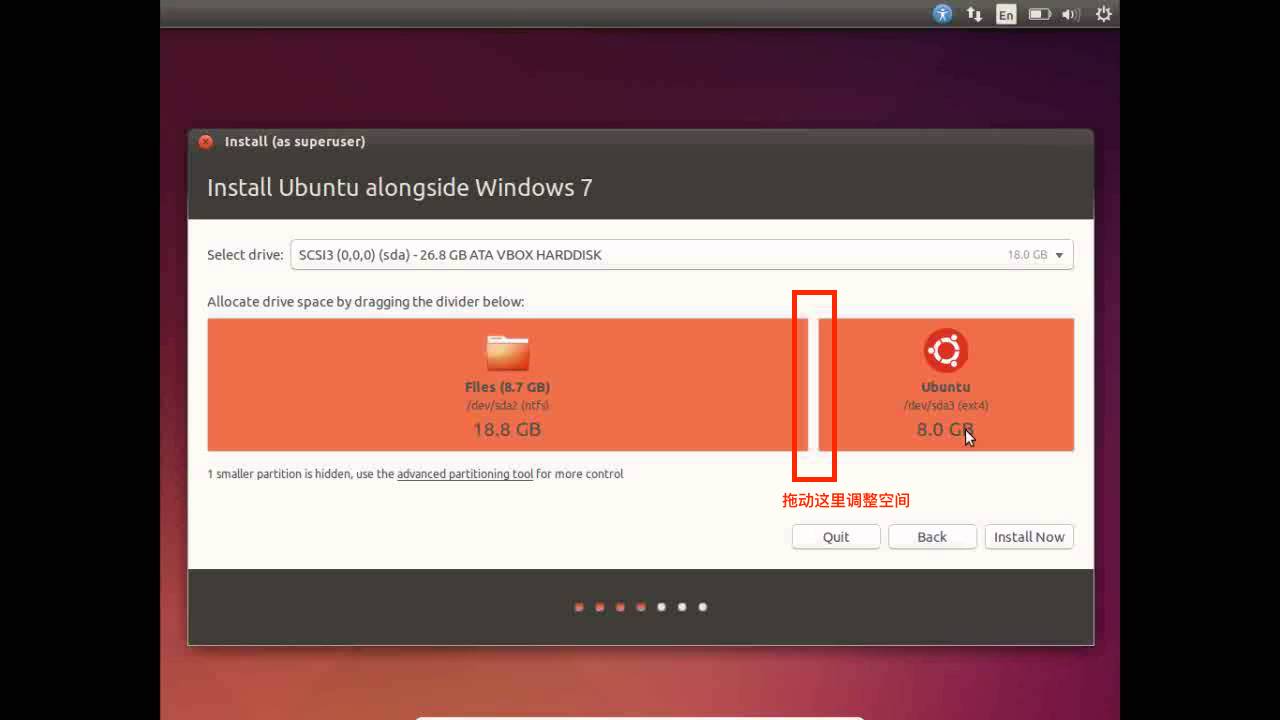 En
Install (as superuser)
Install Ubuntu alongside Windows 7
Select drive: SCSI3 (0,0,0) (sda) - 26.8 GB ATA VBOX HARDDISK 18.0 GB
Allocate drive space by dragging the divider below:
Files (8.7 GB)
/dev/sda2 (ntfs)
18.8 GB
Ubuntu
/dev/sda3 (ext4)
8.0 GB
1 smaller partition is hidden, use the advanced partitioning tool for more control
拖动这里调整空间
Quit Back Install Now